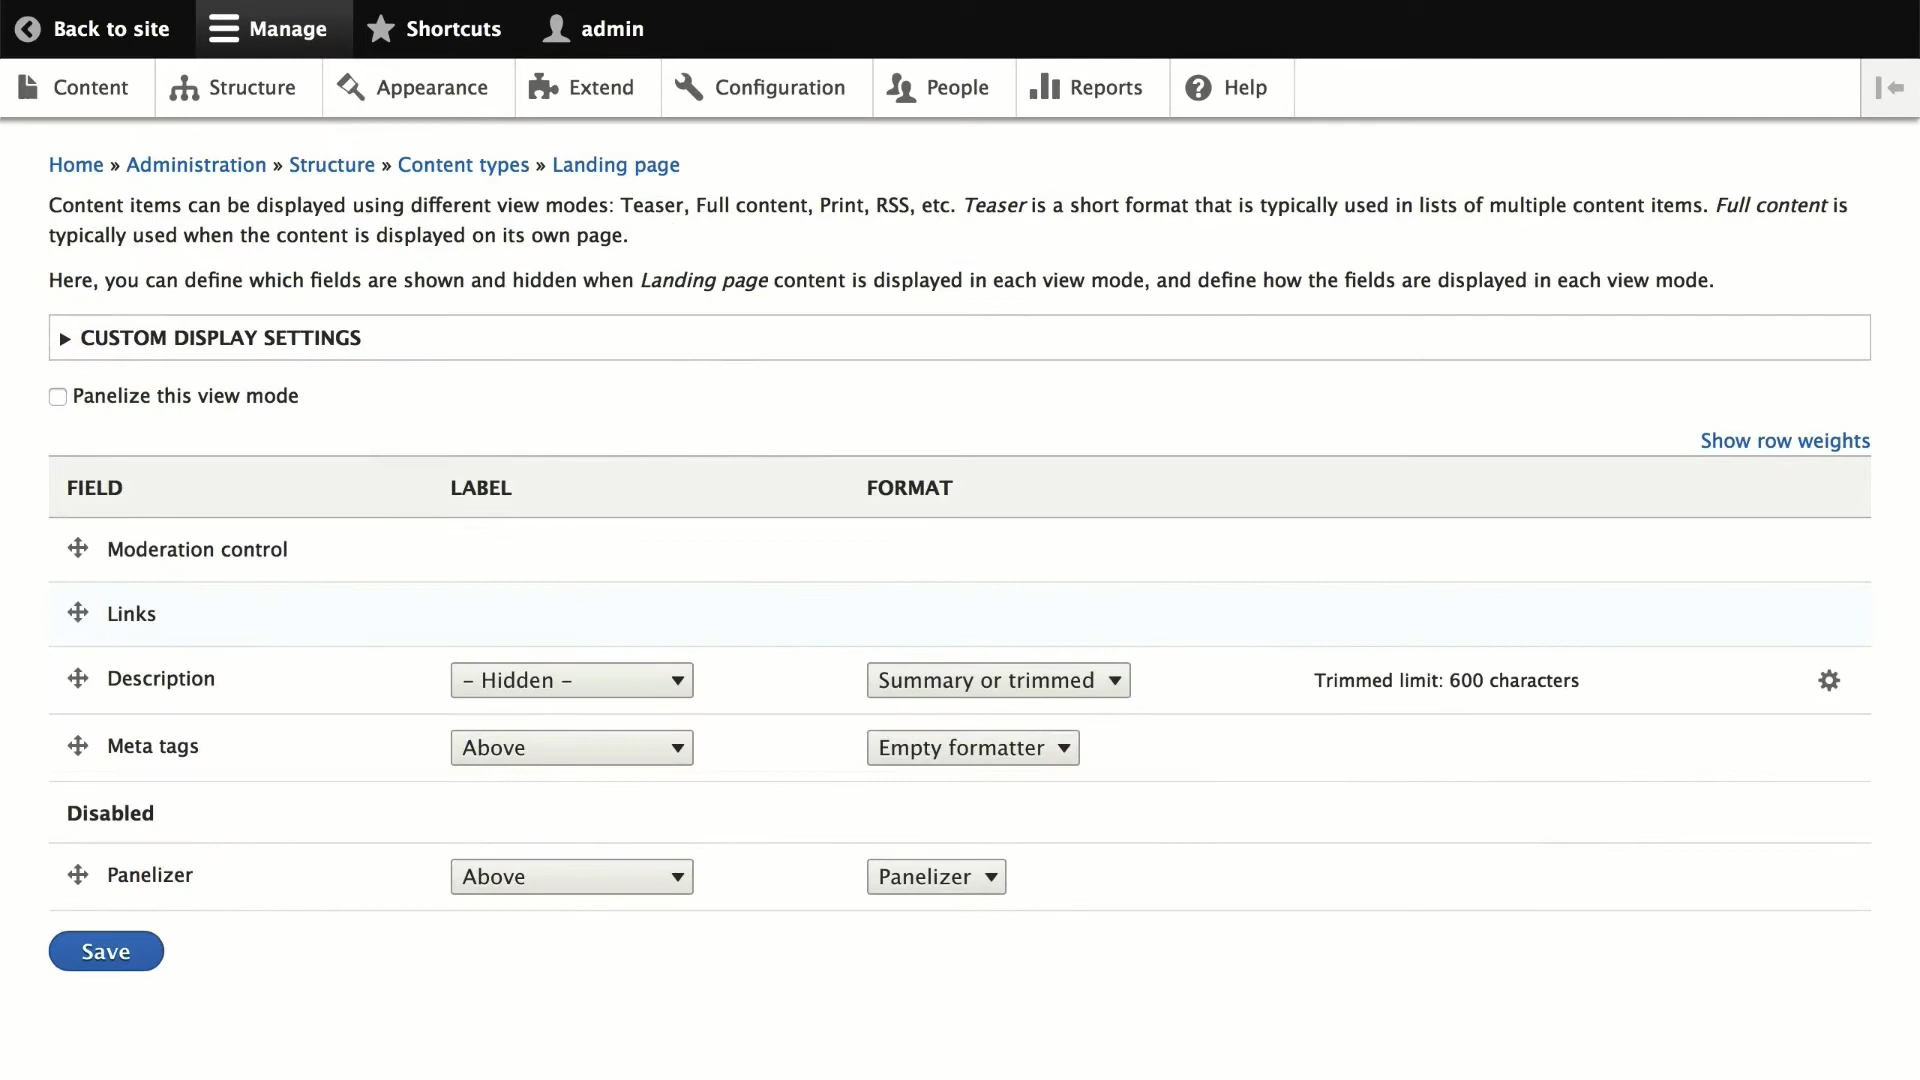 Back to site Manage Shortcuts admin
Content Structure Appearance Extend Configuration People Reports Help
Home » Administration » Structure » Content types » Landing page
Content items can be displayed using different view modes: Teaser, Full content, Print, RSS, etc. Teaser is a short format that is typically used in lists of multiple content items. Full content is
typically used when the content is displayed on its own page.
Here, you can define which fields are shown and hidden when Landing page content is displayed in each view mode, and define how the fields are displayed in each view mode.
CUSTOM DISPLAY SETTINGS
Panelize this view mode
Show row weights
FIELD LABEL FORMAT
Moderation control
Links
Description – Hidden – Summary or trimmed Trimmed limit: 600 characters
Meta tags Above Empty formatter
Disabled
Panelizer Above Panelizer
Save